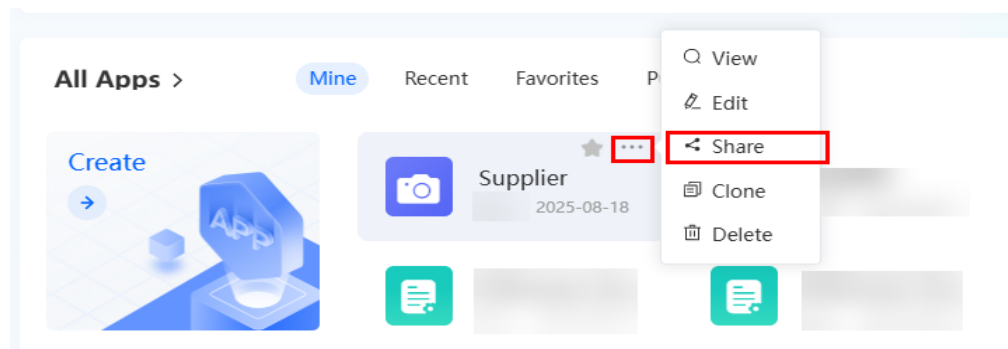 All Apps >
Mine
Recent
Favorites
View
Edit
Share
Clone
Delete
Create
APP
Supplier
2025-08-18